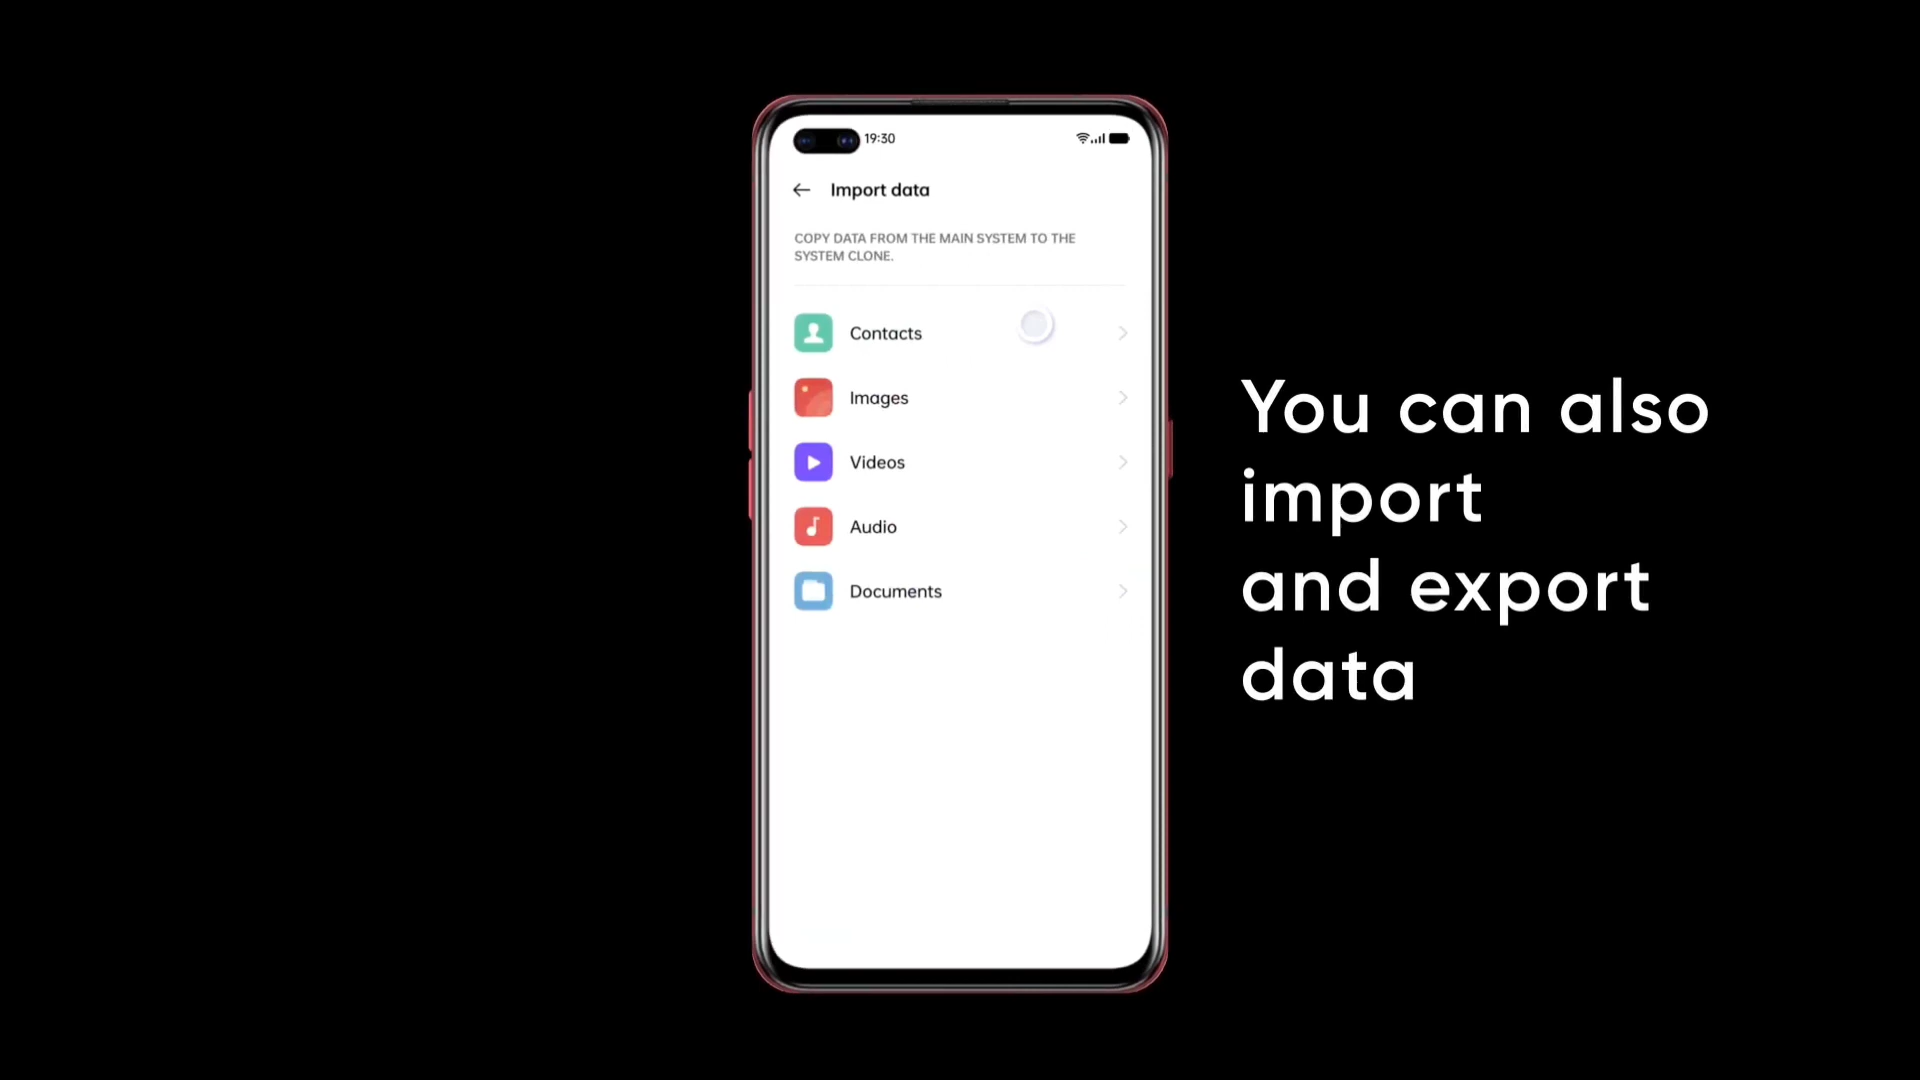 19:30
Import data
COPY DATA FROM THE MAIN SYSTEM TO THE
SYSTEM CLONE.
Contacts
Images
Videos
Audio
Documents
You can also
import
and export
data